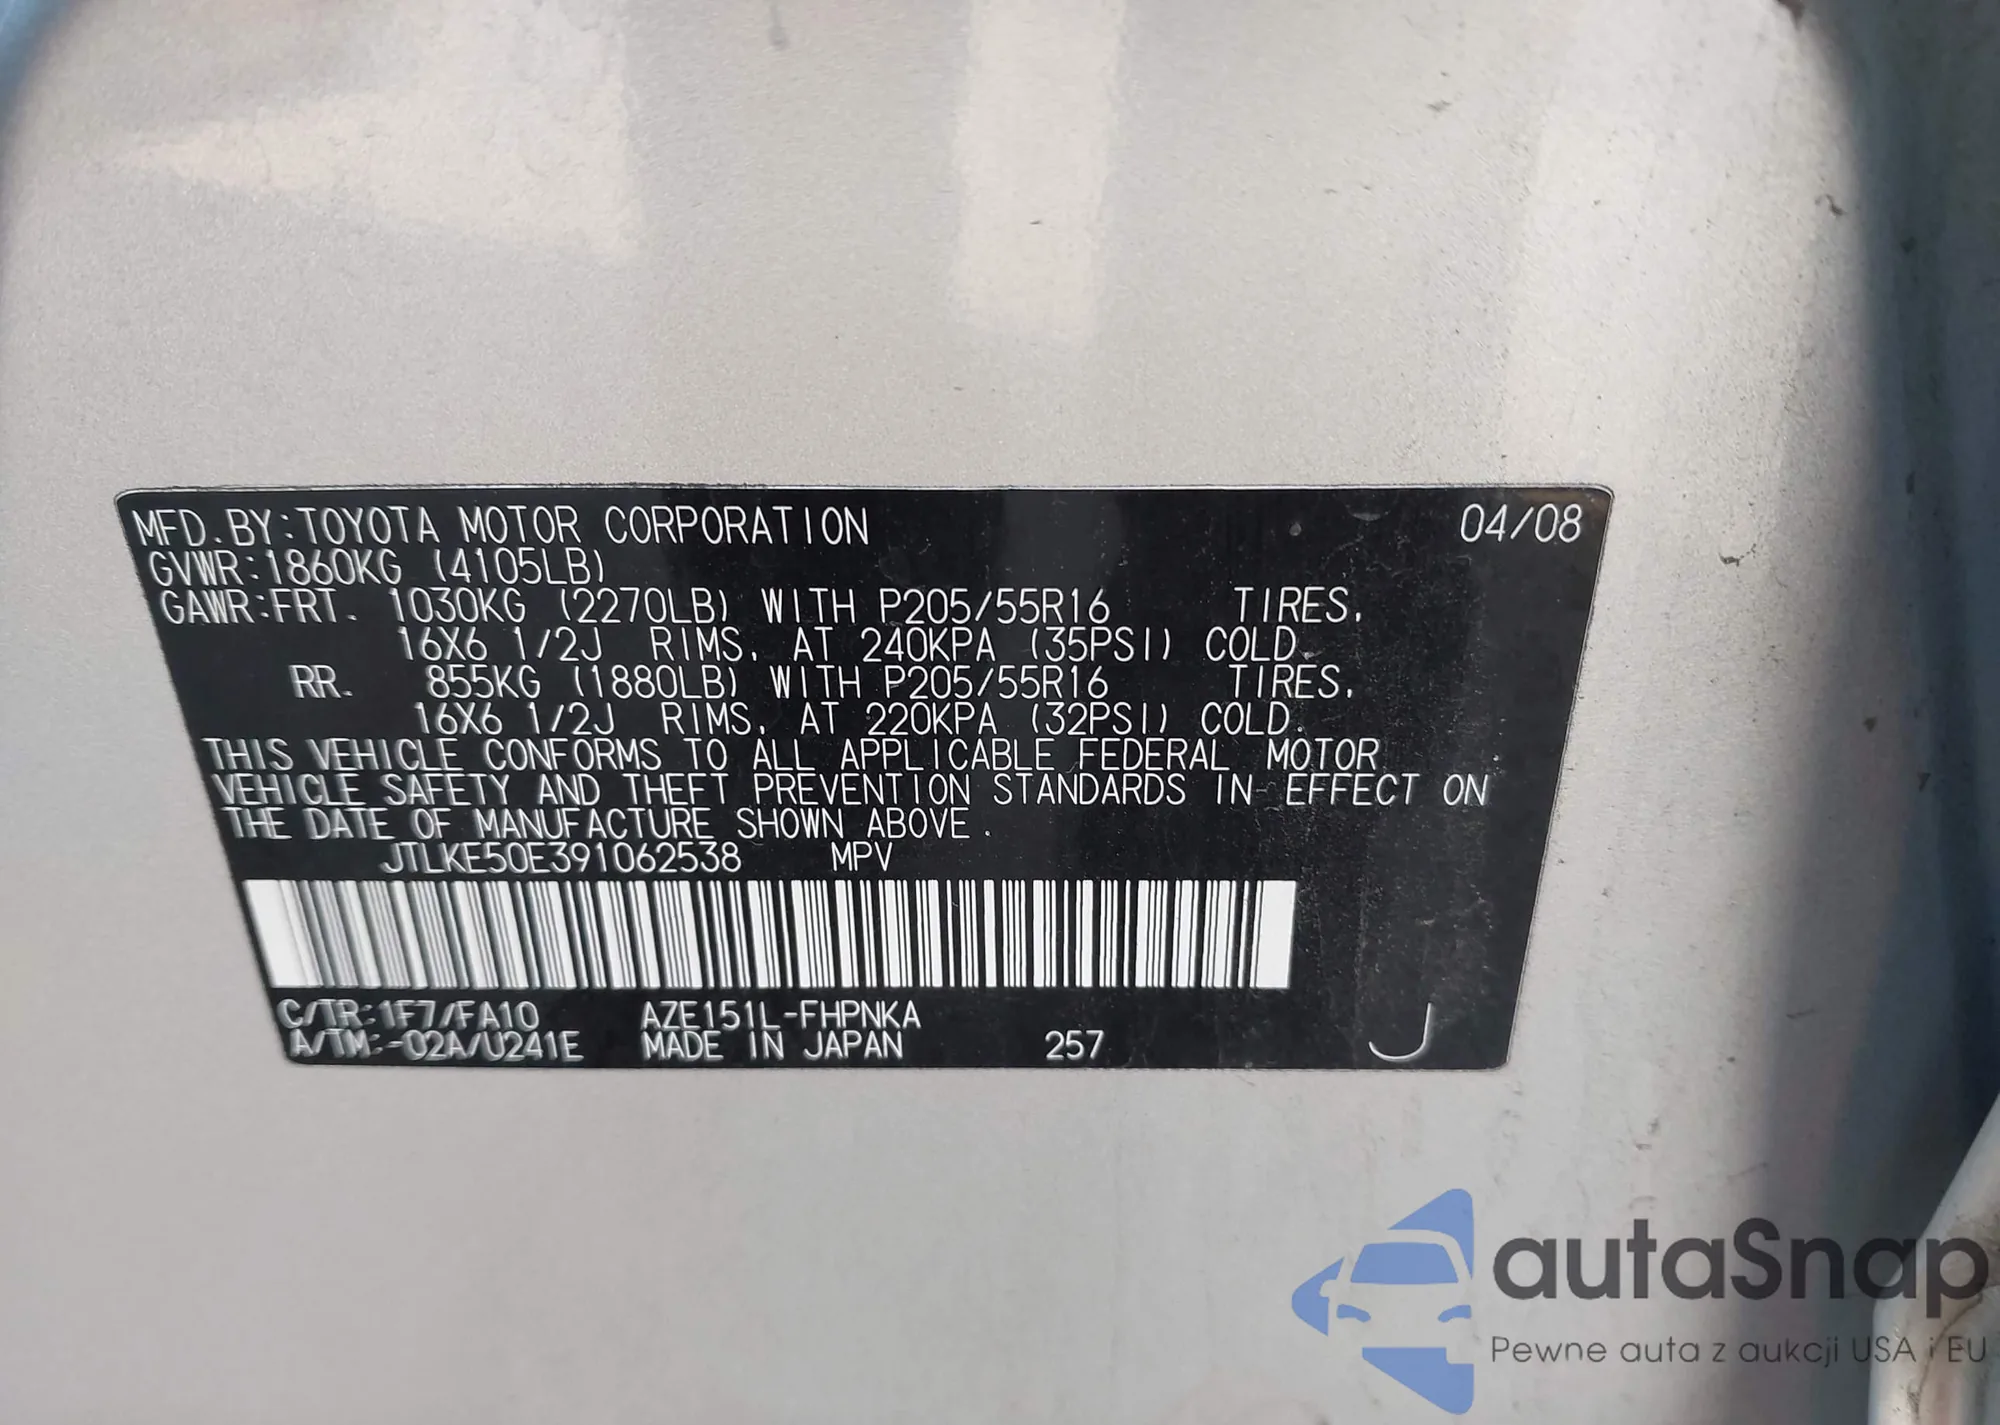 MFD.BY:TOYOTA MOTOR CORPORATION 04/08
GVWR:1860KG (4105LB)
GAWR:FRT. 1030KG (2270LB) WITH P205/55R16 TIRES,
16X6 1/2J RIMS, AT 240KPA (35PSI) COLD.
RR. 855KG (1880LB) WITH P205/55R16 TIRES,
16X6 1/2J RIMS, AT 220KPA (32PSI) COLD.
THIS VEHICLE CONFORMS TO ALL APPLICABLE FEDERAL MOTOR
VEHICLE SAFETY AND THEFT PREVENTION STANDARDS IN EFFECT ON
THE DATE OF MANUFACTURE SHOWN ABOVE.
JTLKE50E391062538 MPV
C/TR:1F7/FA10 AZE151L-FHPNKA
A/TM:-02A/U241E MADE IN JAPAN 257 J
autaSnap
Pewne auta z aukcji USA i EU